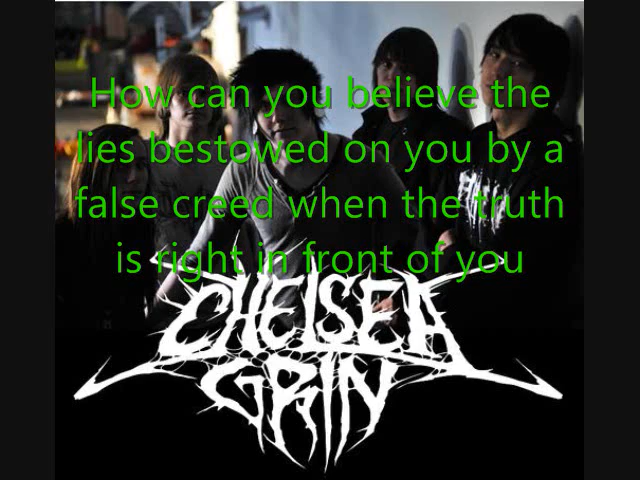 How can you believe the
lies bestowed on you by a
false creed when the truth
is right in front of you
CHELSEA
GRIN